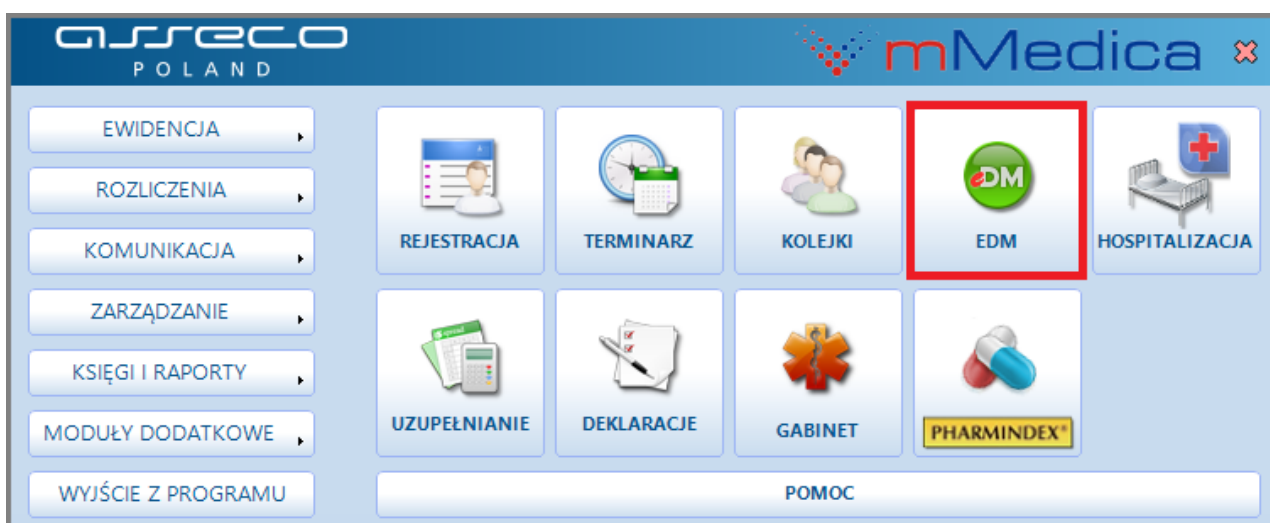 asseco
POLAND
mMedica
EWIDENCJA
ROZLICZENIA
KOMUNIKACJA
ZARZĄDZANIE
KSIĘGI I RAPORTY
MODUŁY DODATKOWE
WYJŚCIE Z PROGRAMU
REJESTRACJA
TERMINARZ
KOLEJKI
eDM
EDM
HOSPITALIZACJA
UZUPEŁNIANIE
DEKLARACJE
GABINET
PHARMINDEX®
POMOC